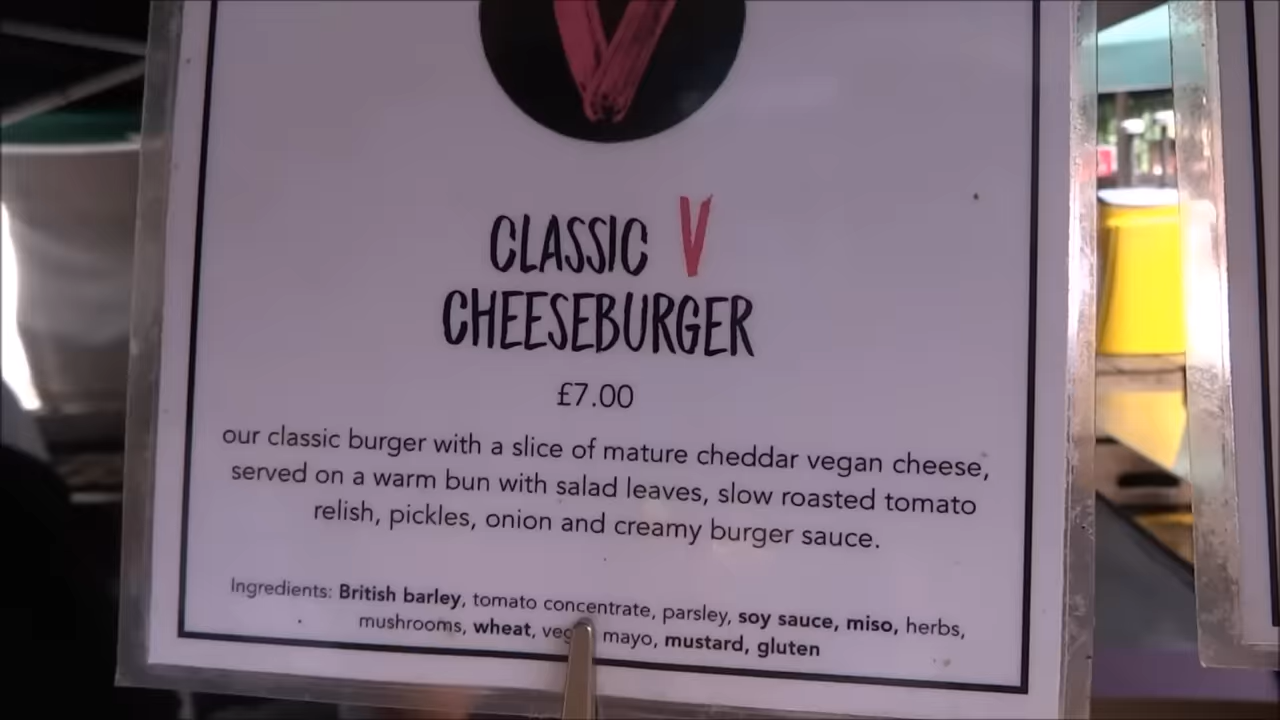 V
CLASSIC V
CHEESEBURGER
£7.00
our classic burger with a slice of mature cheddar vegan cheese,
served on a warm bun with salad leaves, slow roasted tomato
relish, pickles, onion and creamy burger sauce.
Ingredients: British barley, tomato concentrate, parsley, soy sauce, miso, herbs,
mushrooms, wheat, mayo, mustard, gluten